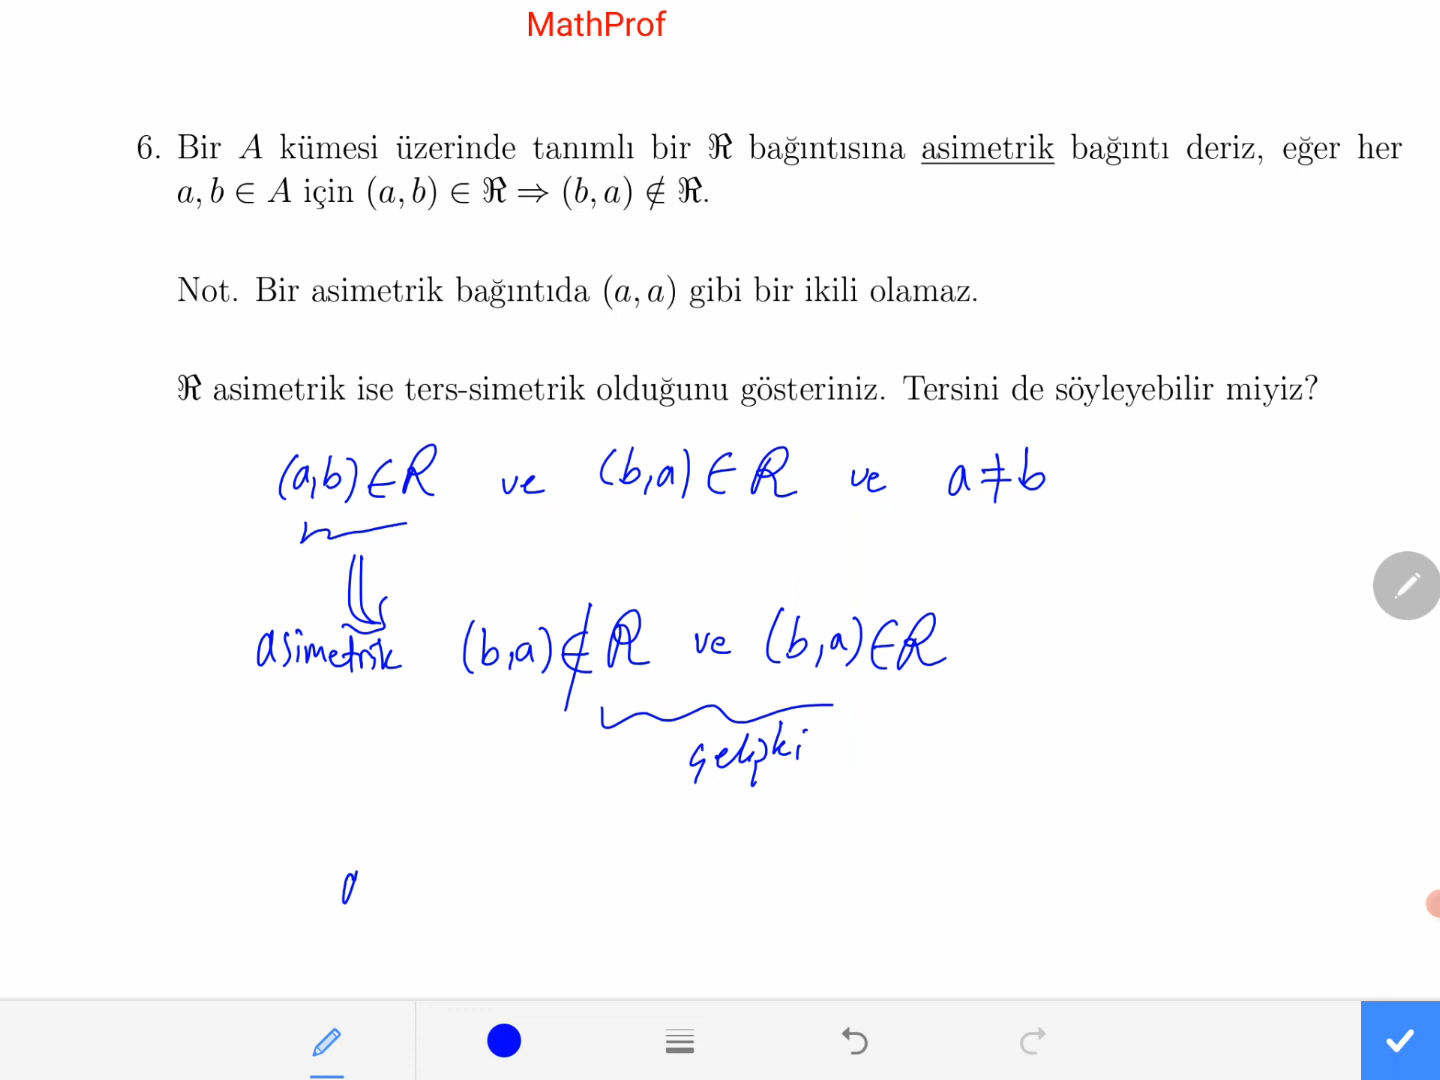 MathProf
6. Bir A kümesi üzerinde tanımlı bir ℜ bağıntısına asimetrik bağıntı deriz, eğer her
a, b ∈ A için (a, b) ∈ ℜ ⇒ (b, a) ∉ ℜ.
Not. Bir asimetrik bağıntıda (a, a) gibi bir ikili olamaz.
ℜ asimetrik ise ters-simetrik olduğunu gösteriniz. Tersini de söyleyebilir miyiz?
(a,b) ∈ R ve (b,a) ∈ R ve a ≠ b
⇓
asimetrik (b,a) ∉ R ve (b,a) ∈ R
çelişki
a